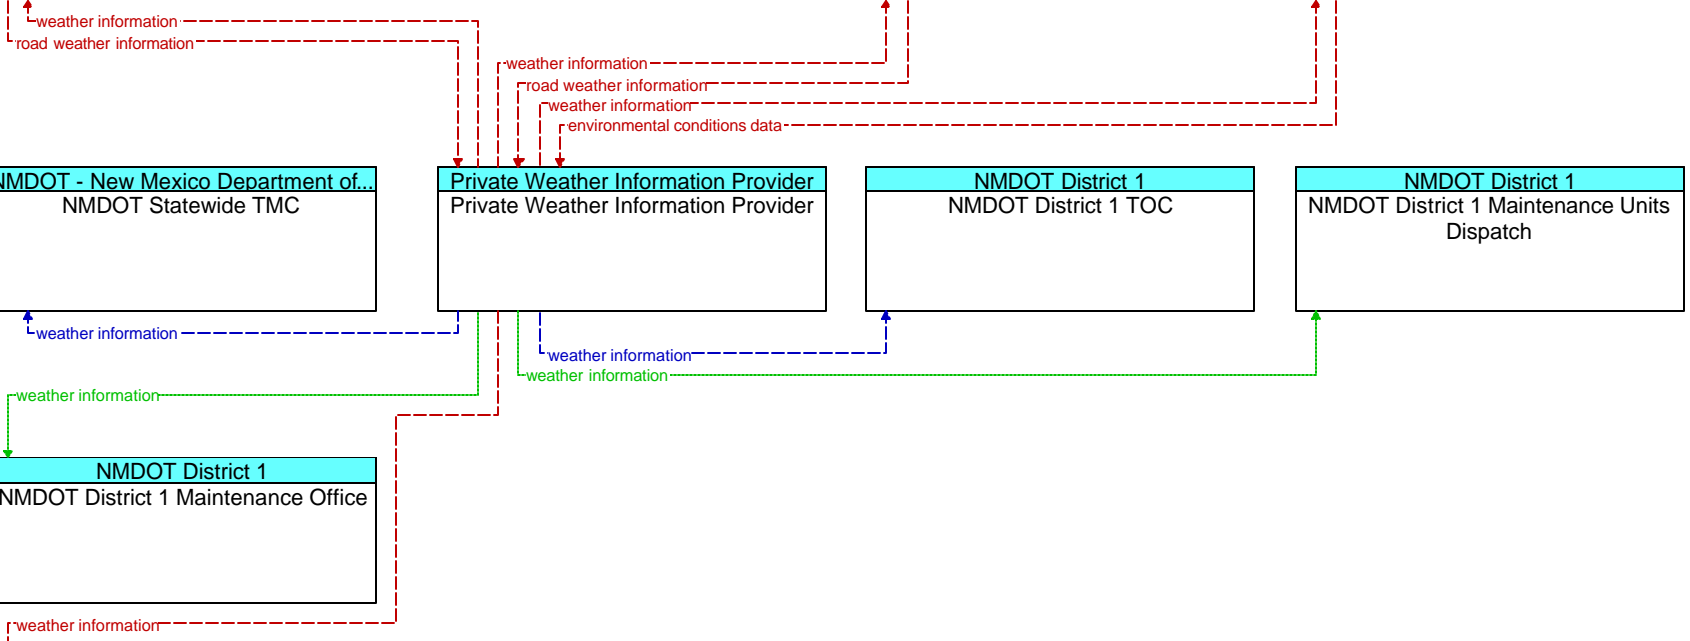 weather information
road weather information
weather information
road weather information
weather information
environmental conditions data
NMDOT - New Mexico Department of...
NMDOT Statewide TMC
Private Weather Information Provider
Private Weather Information Provider
NMDOT District 1
NMDOT District 1 TOC
NMDOT District 1
NMDOT District 1 Maintenance Units
Dispatch
weather information
weather information
weather information
weather information
NMDOT District 1
NMDOT District 1 Maintenance Office
weather information